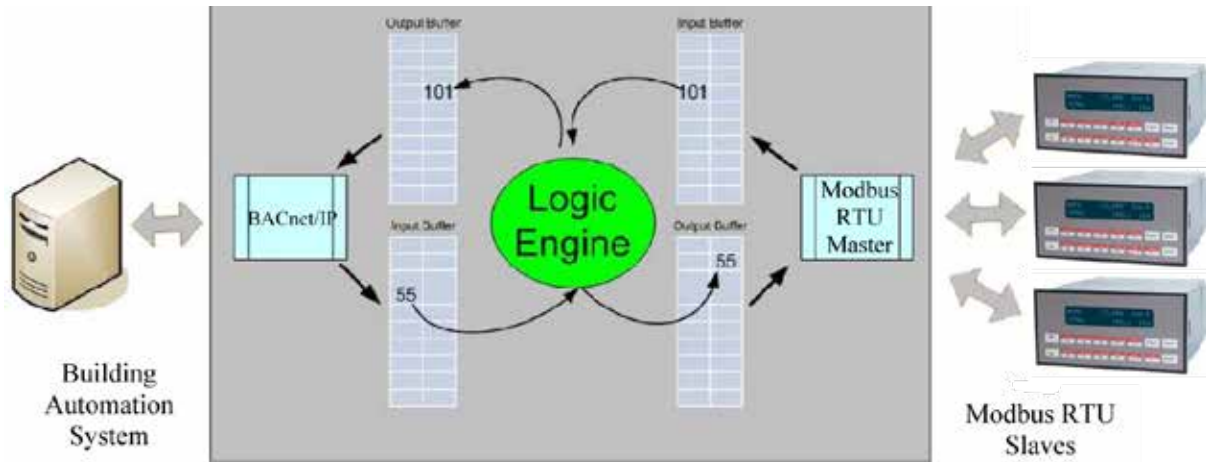 Output Buffer
Input Buffer
101
101
BACnet/IP
Logic
Engine
Modbus
RTU
Master
Input Buffer
Output Buffer
55
55
Building
Automation
System
Modbus RTU
Slaves